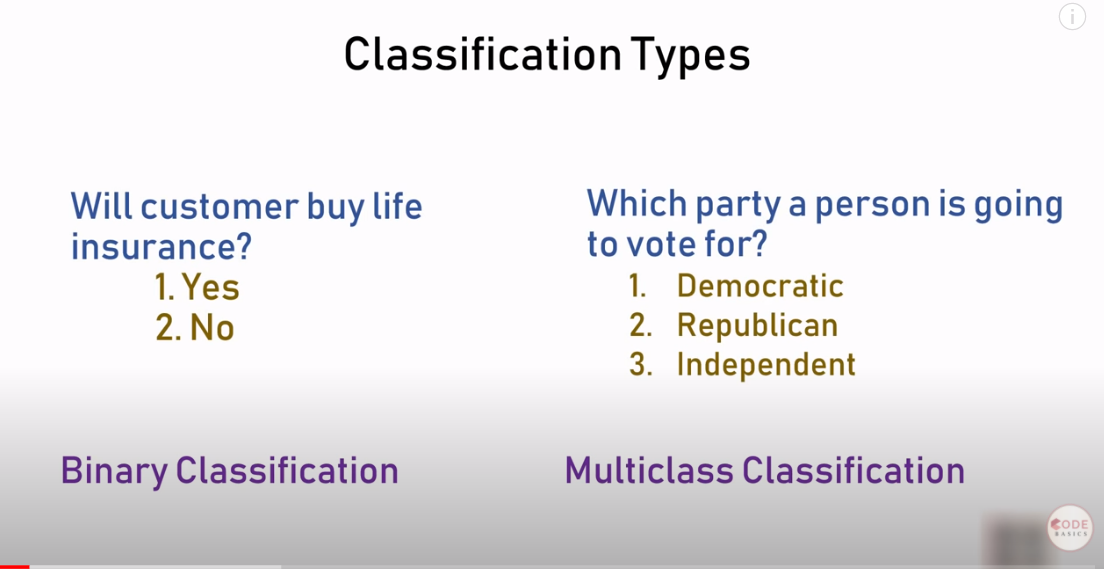 Classification Types
Will customer buy life
insurance?
1. Yes
2. No
Which party a person is going
to vote for?
1. Democratic
2. Republican
3. Independent
Binary Classification
Multiclass Classification
CODE
BASICS